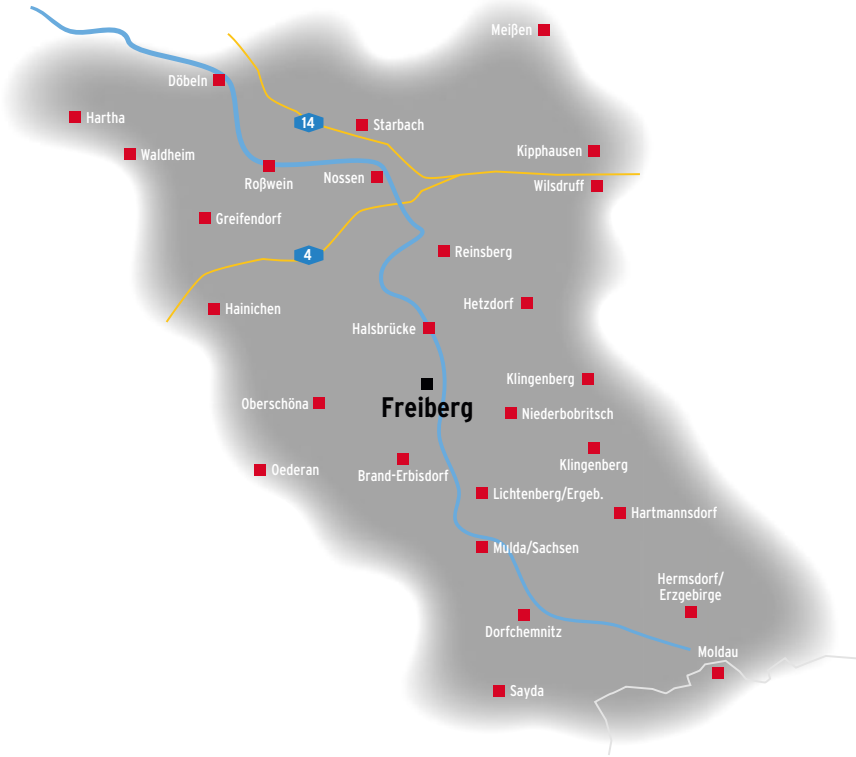 Meißen
Döbeln
Hartha
14
Starbach
Waldheim
Kipphausen
Roßwein
Nossen
Wilsdruff
Greifendorf
4
Reinsberg
Hainichen
Hetzdorf
Halsbrücke
Klingenberg
Oberschöna
Freiberg
Niederbobritsch
Oederan
Brand-Erbisdorf
Klingenberg
Lichtenberg/Ergeb.
Hartmannsdorf
Mulda/Sachsen
Hermsdorf/
Erzgebirge
Dorfchemnitz
Moldau
Sayda